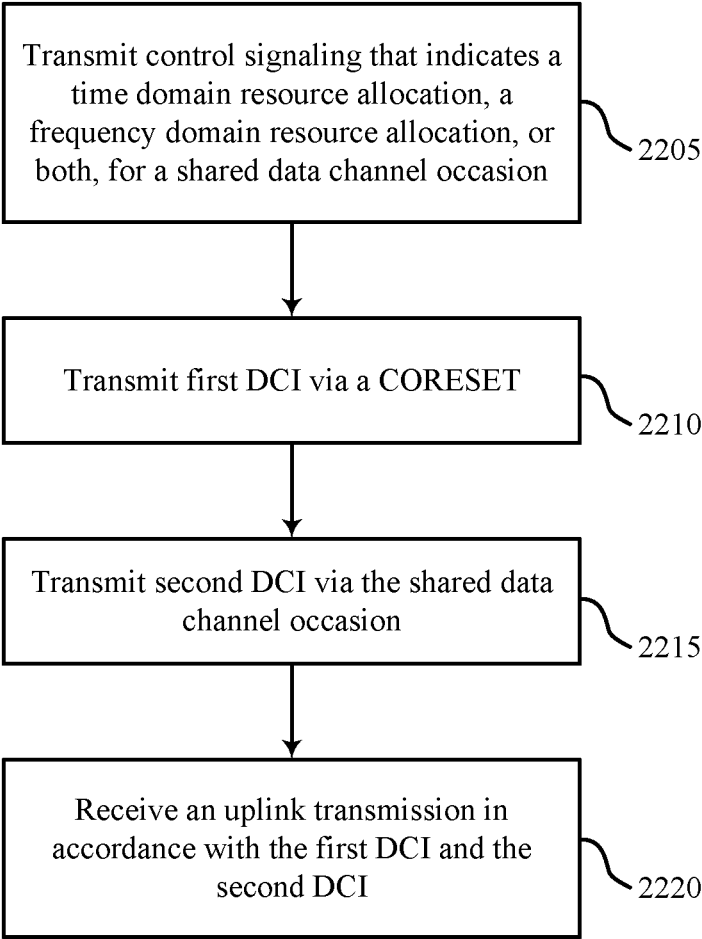 Transmit control signaling that indicates a
time domain resource allocation, a
frequency domain resource allocation, or
both, for a shared data channel occasion
2205
Transmit first DCI via a CORESET
2210
Transmit second DCI via the shared data
channel occasion
2215
Receive an uplink transmission in
accordance with the first DCI and the
second DCI
2220